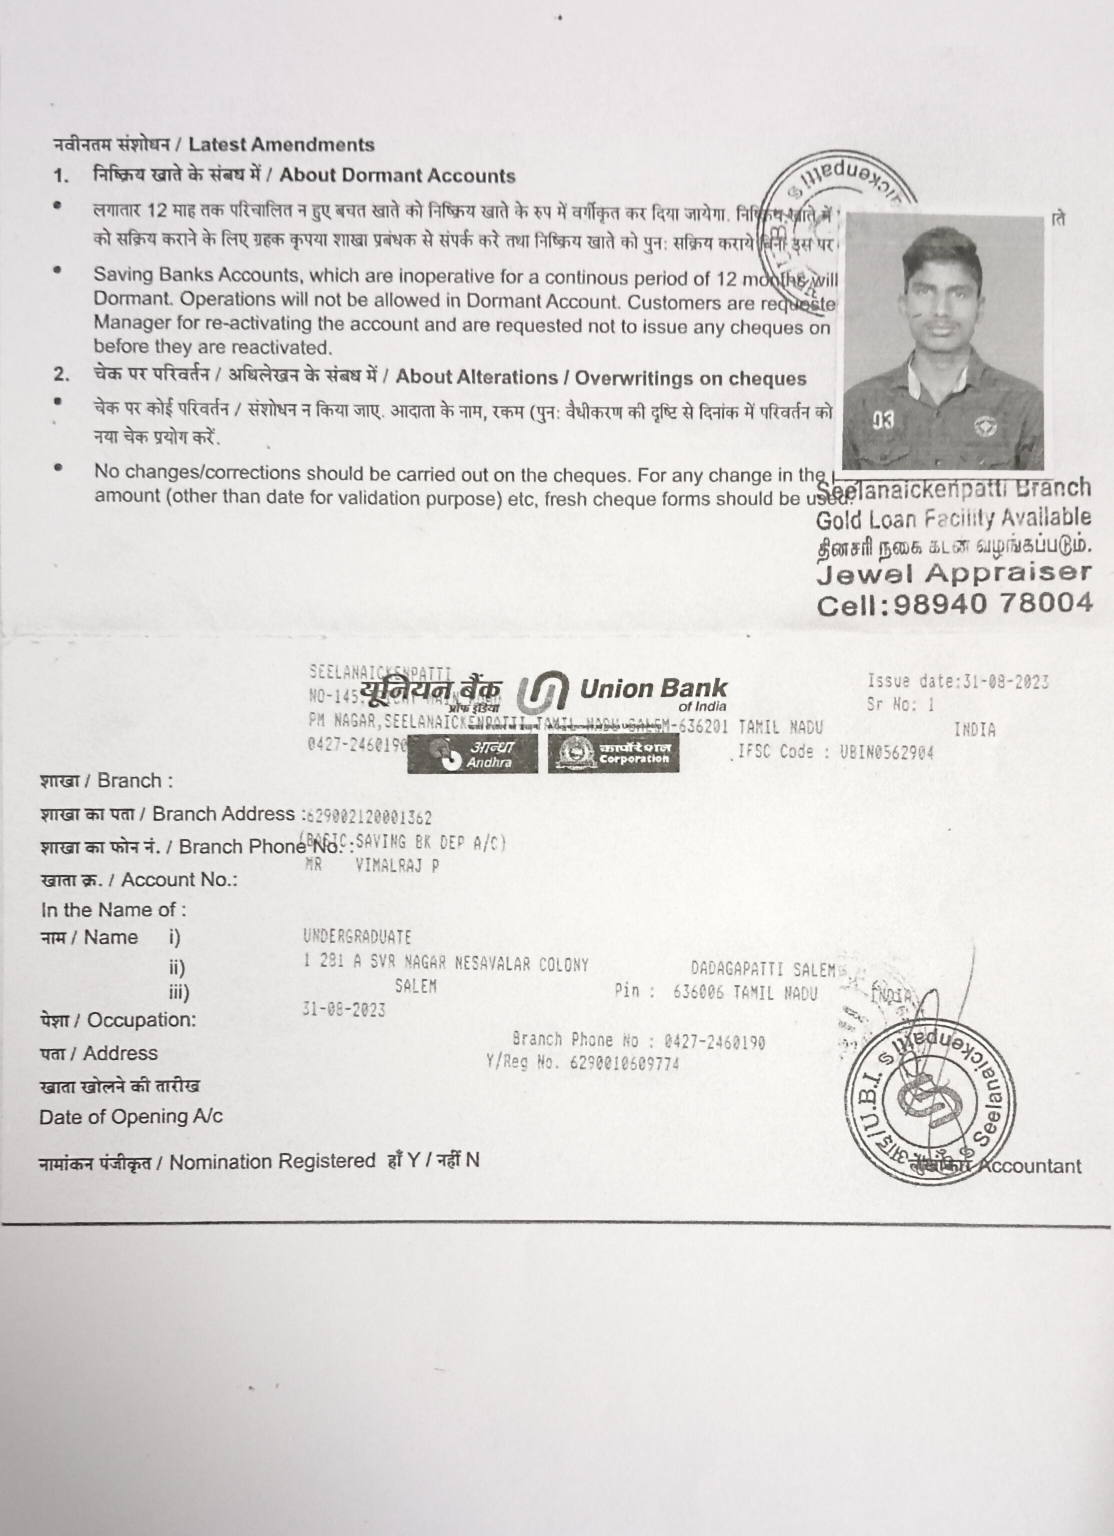 नवीनतम संशोधन / Latest Amendments
1. निष्क्रिय खाते के संबध में / About Dormant Accounts
• लगातार 12 माह तक परिचालित न हुए बचत खाते को निष्क्रिय खाते के रुप में वर्गीकृत कर दिया जायेगा. निष्क्रिय खाते में
को सक्रिय कराने के लिए ग्रहक कृपया शाखा प्रबंधक से संपर्क करे तथा निष्क्रिय खाते को पुन: सक्रिय कराये बिना उस पर
• Saving Banks Accounts, which are inoperative for a continous period of 12 months will
Dormant. Operations will not be allowed in Dormant Account. Customers are requeste
Manager for re-activating the account and are requested not to issue any cheques on
before they are reactivated.
2. चेक पर परिवर्तन / अधिलेखन के संबध में / About Alterations / Overwritings on cheques
• चेक पर कोई परिवर्तन / संशोधन न किया जाए. आदाता के नाम, रकम (पुन: वैधीकरण की दृष्टि से दिनांक में परिवर्तन को
नया चेक प्रयोग करें.
• No changes/corrections should be carried out on the cheques. For any change in the
amount (other than date for validation purpose) etc, fresh cheque forms should be used.
03
Seelanaickenpatti Branch
Gold Loan Facility Available
தினசரி நகை கடன் வழங்கப்படும்.
Jewel Appraiser
Cell:98940 78004
SEELANAICKENPATTI
यूनियन बैंक Union Bank
ऑफ इंडिया of India
Issue date:31-08-2023
Sr No: 1
PM NAGAR,SEELANAICKENPATTI TAMIL NADU SALEM-636201 TAMIL NADU INDIA
0427-2460190
आन्धा Andhra
कार्पोरेशन Corporation
IFSC Code : UBIN0562904
शाखा / Branch :
शाखा का पता / Branch Address : 629002120001362
शाखा का फोन नं. / Branch Phone No. : (BASIC SAVING BK DEP A/C)
MR VIMALRAJ P
खाता क्र. / Account No.:
In the Name of :
नाम / Name i) UNDERGRADUATE
1 281 A SVR NAGAR NESAVALAR COLONY DADAGAPATTI SALEM
ii)
SALEM Pin : 636006 TAMIL NADU INDIA
iii)
31-08-2023
पेशा / Occupation:
Branch Phone No : 0427-2460190
पता / Address
Y/Reg No. 6290010609774
खाता खोलने की तारीख
Date of Opening A/c
U.B.I. Seelanaickenpatti
नामांकन पंजीकृत / Nomination Registered हाँ Y / नहीं N
लेखाकार Accountant